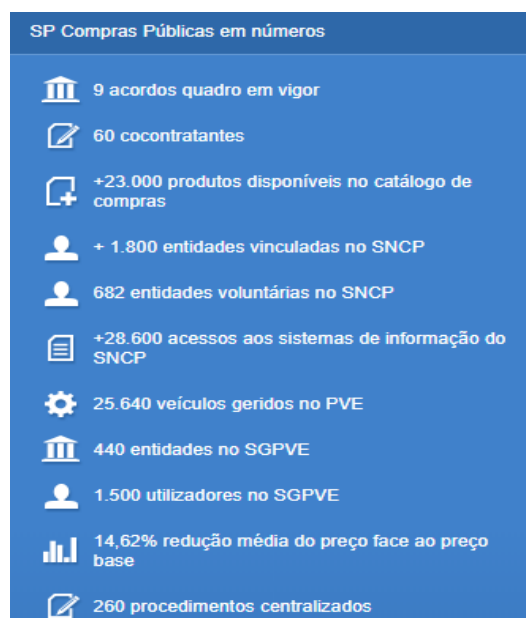 SP Compras Públicas em números
9 acordos quadro em vigor
60 cocontratantes
+23.000 produtos disponíveis no catálogo de
compras
+ 1.800 entidades vinculadas no SNCP
682 entidades voluntárias no SNCP
+28.600 acessos aos sistemas de informação do
SNCP
25.640 veículos geridos no PVE
440 entidades no SGPVE
1.500 utilizadores no SGPVE
14,62% redução média do preço face ao preço
base
260 procedimentos centralizados